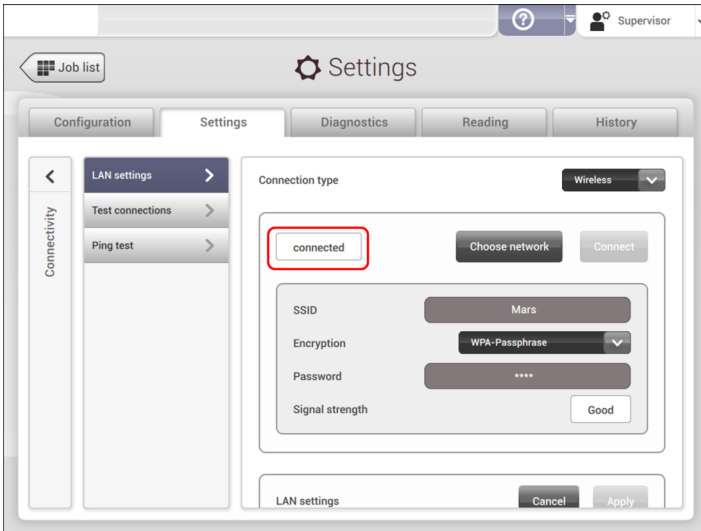 ?
Supervisor
Job list
Settings
Configuration
Settings
Diagnostics
Reading
History
Connectivity
LAN settings
Test connections
Ping test
Connection type
Wireless
connected
Choose network
Connect
SSID
Mars
Encryption
WPA-Passphrase
Password
****
Signal strength
Good
LAN settings
Cancel
Apply